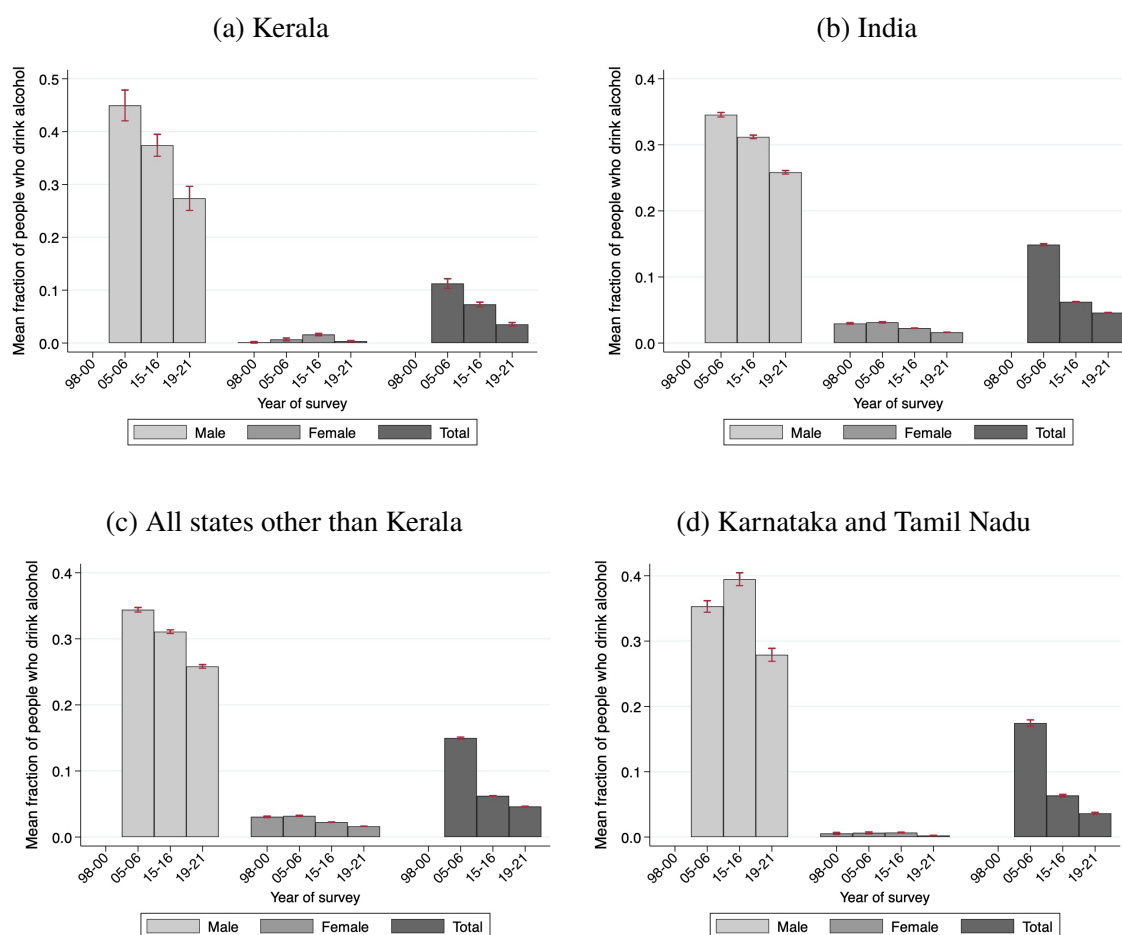 (a) Kerala
Mean fraction of people who drink alcohol
0.5
0.4
0.3
0.2
0.1
0.0
98-00 05-06 15-16 19-21 98-00 05-06 15-16 19-21 98-00 05-06 15-16 19-21
Year of survey
Male Female Total
(b) India
Mean fraction of people who drink alcohol
0.4
0.3
0.2
0.1
0.0
98-00 05-06 15-16 19-21 98-00 05-06 15-16 19-21 98-00 05-06 15-16 19-21
Year of survey
Male Female Total
(c) All states other than Kerala
Mean fraction of people who drink alcohol
0.4
0.3
0.2
0.1
0.0
98-00 05-06 15-16 19-21 98-00 05-06 15-16 19-21 98-00 05-06 15-16 19-21
Year of survey
Male Female Total
(d) Karnataka and Tamil Nadu
Mean fraction of people who drink alcohol
0.4
0.3
0.2
0.1
0.0
98-00 05-06 15-16 19-21 98-00 05-06 15-16 19-21 98-00 05-06 15-16 19-21
Year of survey
Male Female Total